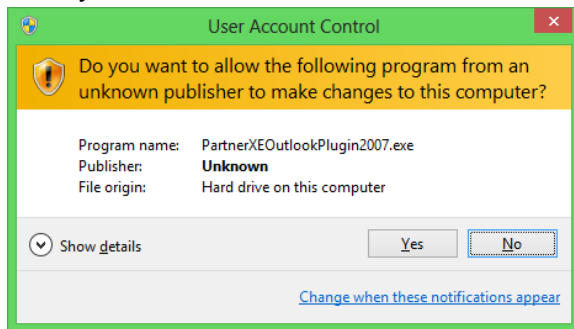 User Account Control
Do you want to allow the following program from an
unknown publisher to make changes to this computer?
Program name: PartnerXEOutlookPlugin2007.exe
Publisher: Unknown
File origin: Hard drive on this computer
Show details Yes No
Change when these notifications appear